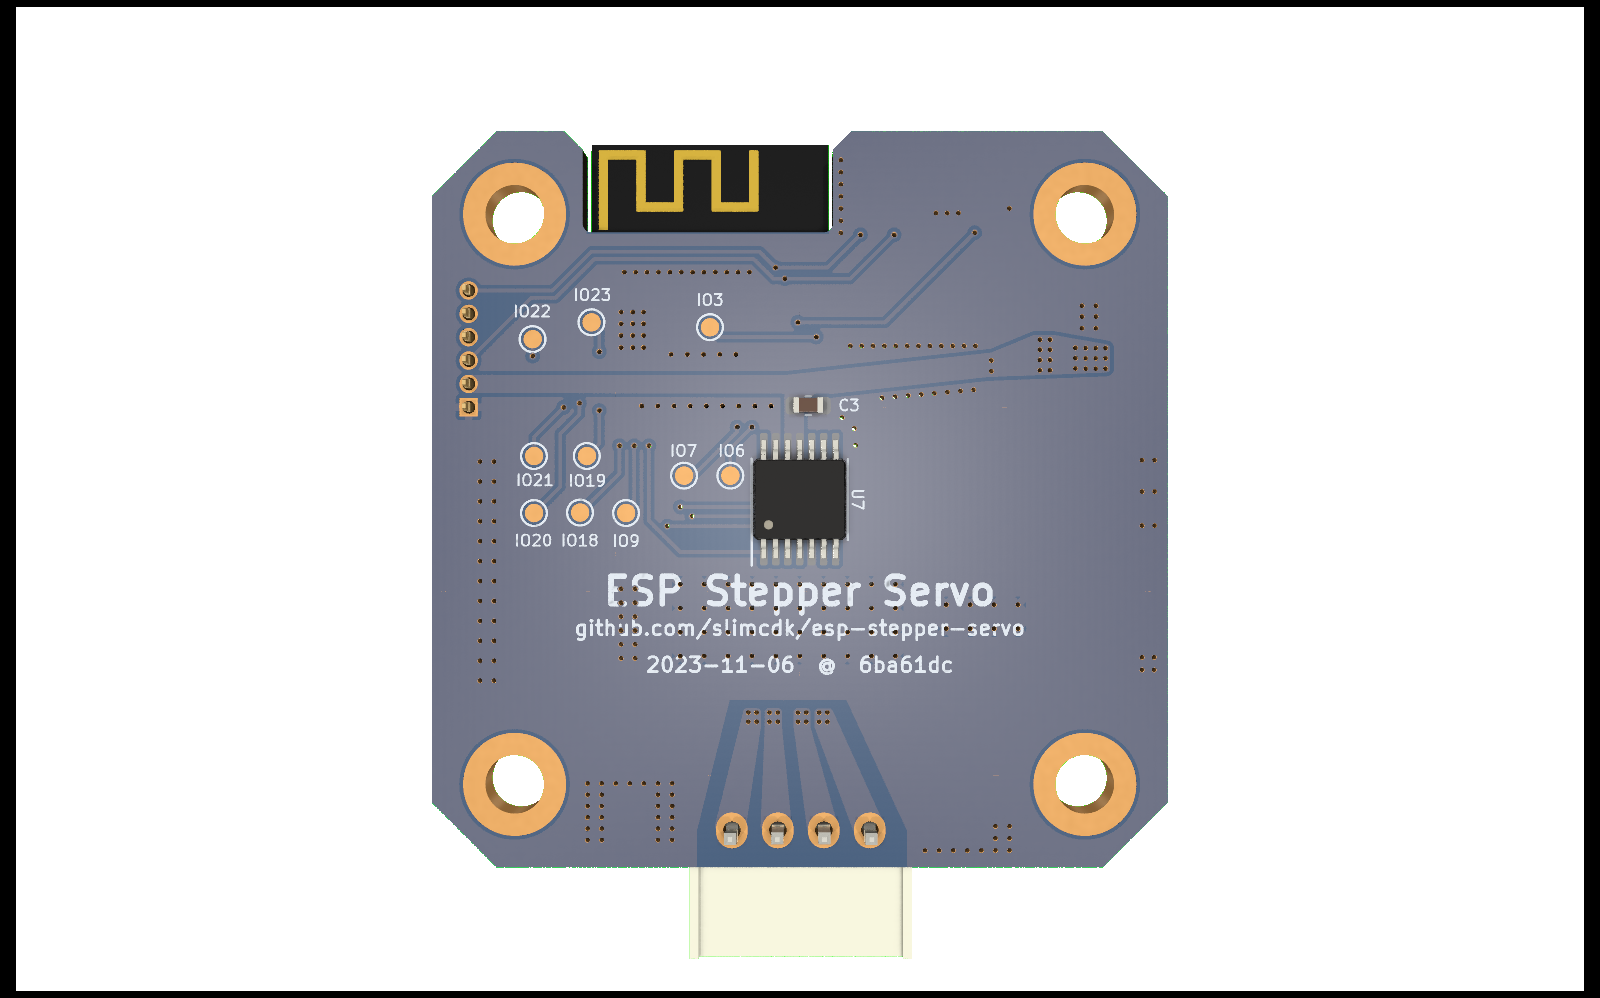 IO23
IO3
IO22
C3
IO7
IO6
IO21
IO19
U7
IO20
IO18
IO9
ESP Stepper Servo
github.com/slimcdk/esp-stepper-servo
2023-11-06 @ 6ba61dc